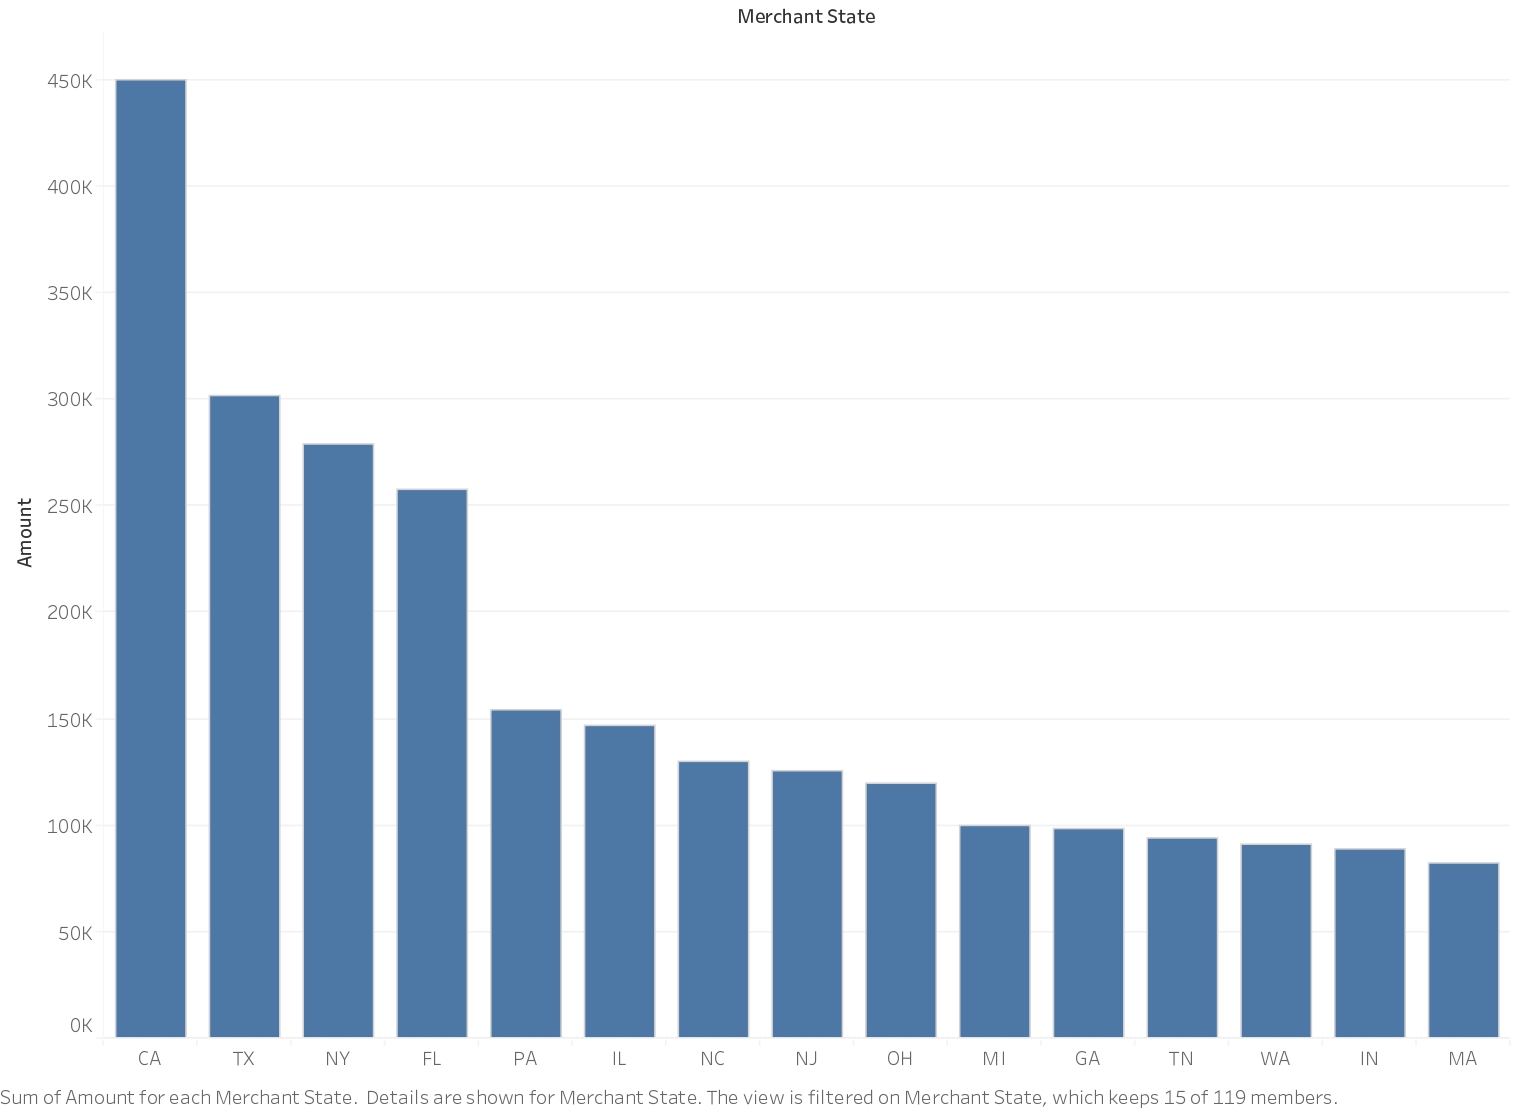 Merchant State
450K
400K
350K
300K
250K
200K
150K
100K
50K
0K
Amount
CA TX NY FL PA IL NC NJ OH MI GA TN WA IN MA
Sum of Amount for each Merchant State.  Details are shown for Merchant State. The view is filtered on Merchant State, which keeps 15 of 119 members.